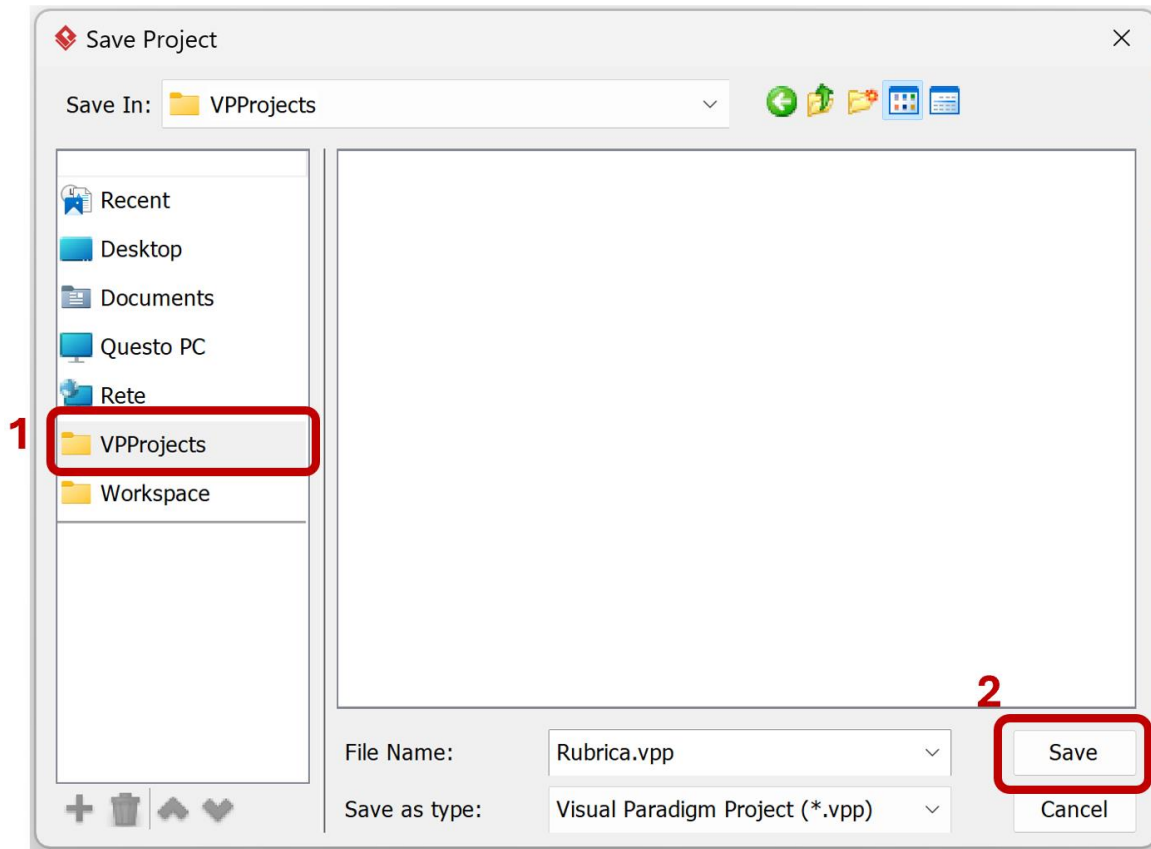 Save Project
Save In: VPProjects
Recent
Desktop
Documents
Questo PC
Rete
1
VPProjects
Workspace
2
File Name: Rubrica.vpp Save
Save as type: Visual Paradigm Project (*.vpp) Cancel